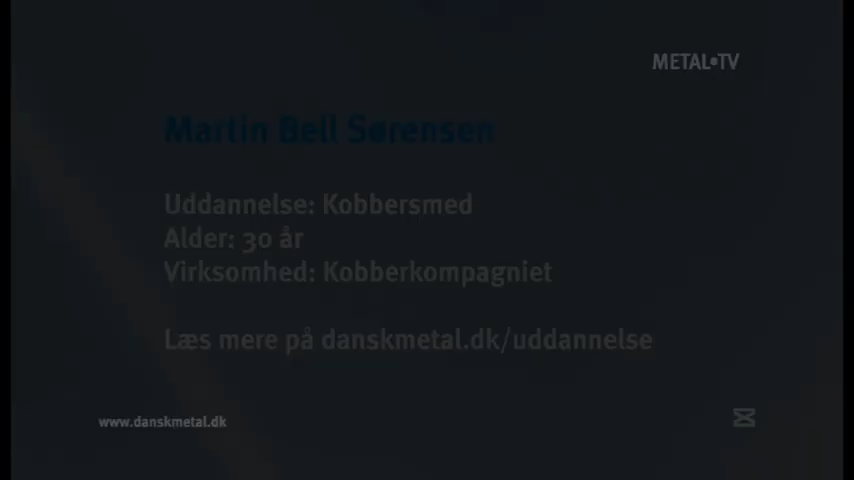 METAL•TV
Martin Bell Sørensen
Uddannelse: Kobbersmed
Alder: 30 år
Virksomhed: Kobberkompagniet
Læs mere på danskmetal.dk/uddannelse
www.danskmetal.dk